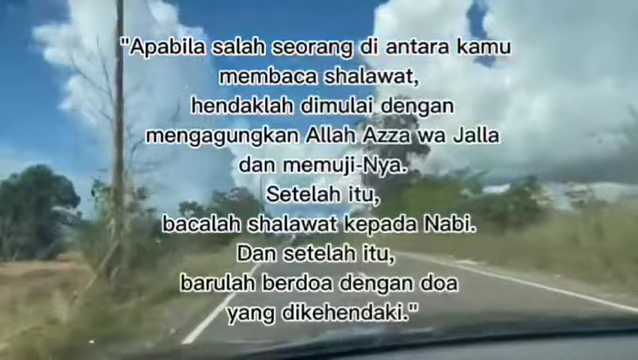 "Apabila salah seorang di antara kamu
membaca shalawat,
hendaklah dimulai dengan
mengagungkan Allah Azza wa Jalla
dan memuji-Nya.
Setelah itu,
bacalah shalawat kepada Nabi.
Dan setelah itu,
barulah berdoa dengan doa
yang dikehendaki."